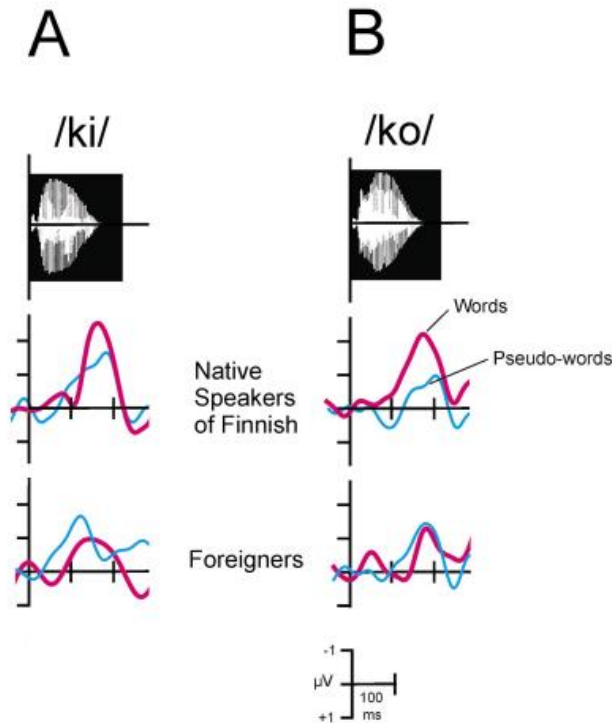 A
B
/ki/
/ko/
Words
Pseudo-words
Native
Speakers
of Finnish
Foreigners
-1
µV
100
ms
+1